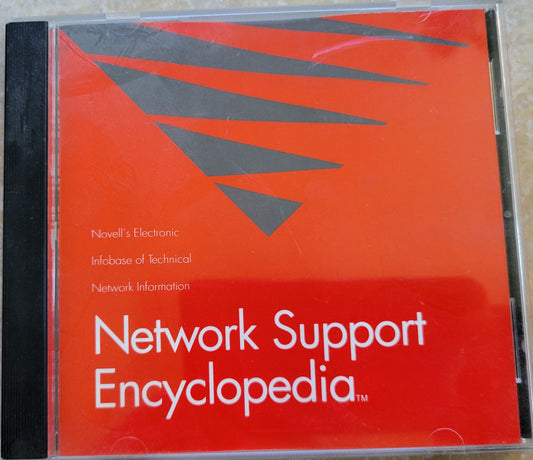 Novell's Electronic
Infobase of Technical
Network Information
Network Support
Encyclopedia™